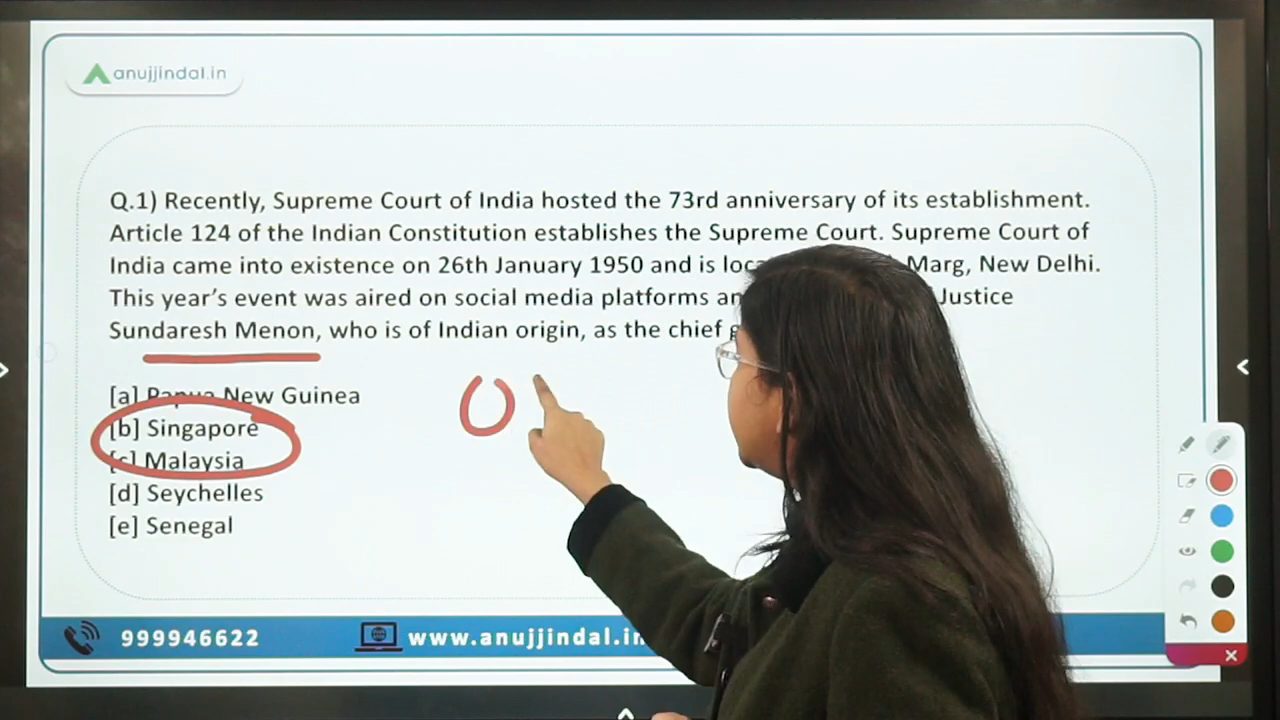 anujjindal.in
Q.1) Recently, Supreme Court of India hosted the 73rd anniversary of its establishment.
Article 124 of the Indian Constitution establishes the Supreme Court. Supreme Court of
India came into existence on 26th January 1950 and is Marg, New Delhi.
This year's event was aired on social media platforms Justice
Sundaresh Menon, who is of Indian origin, as the chief
[a] Papua New Guinea
[b] Singapore
[c] Malaysia
[d] Seychelles
[e] Senegal
999946622 www.anujjindal.in